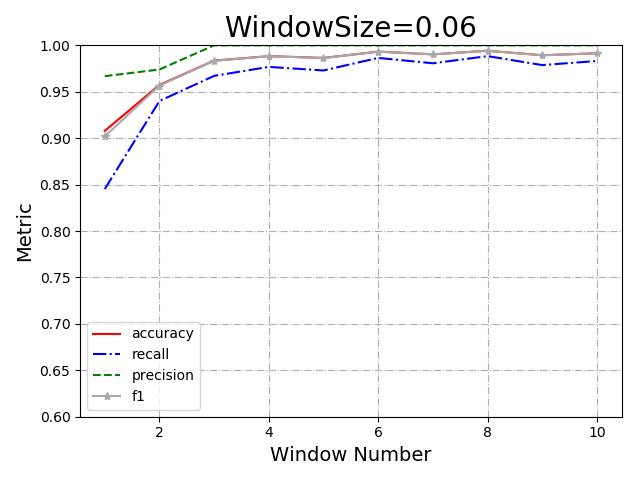 WindowSize=0.06
Metric
1.00
0.95
0.90
0.85
0.80
0.75
0.70
0.65
0.60
accuracy
recall
precision
f1
2 4 6 8 10
Window Number